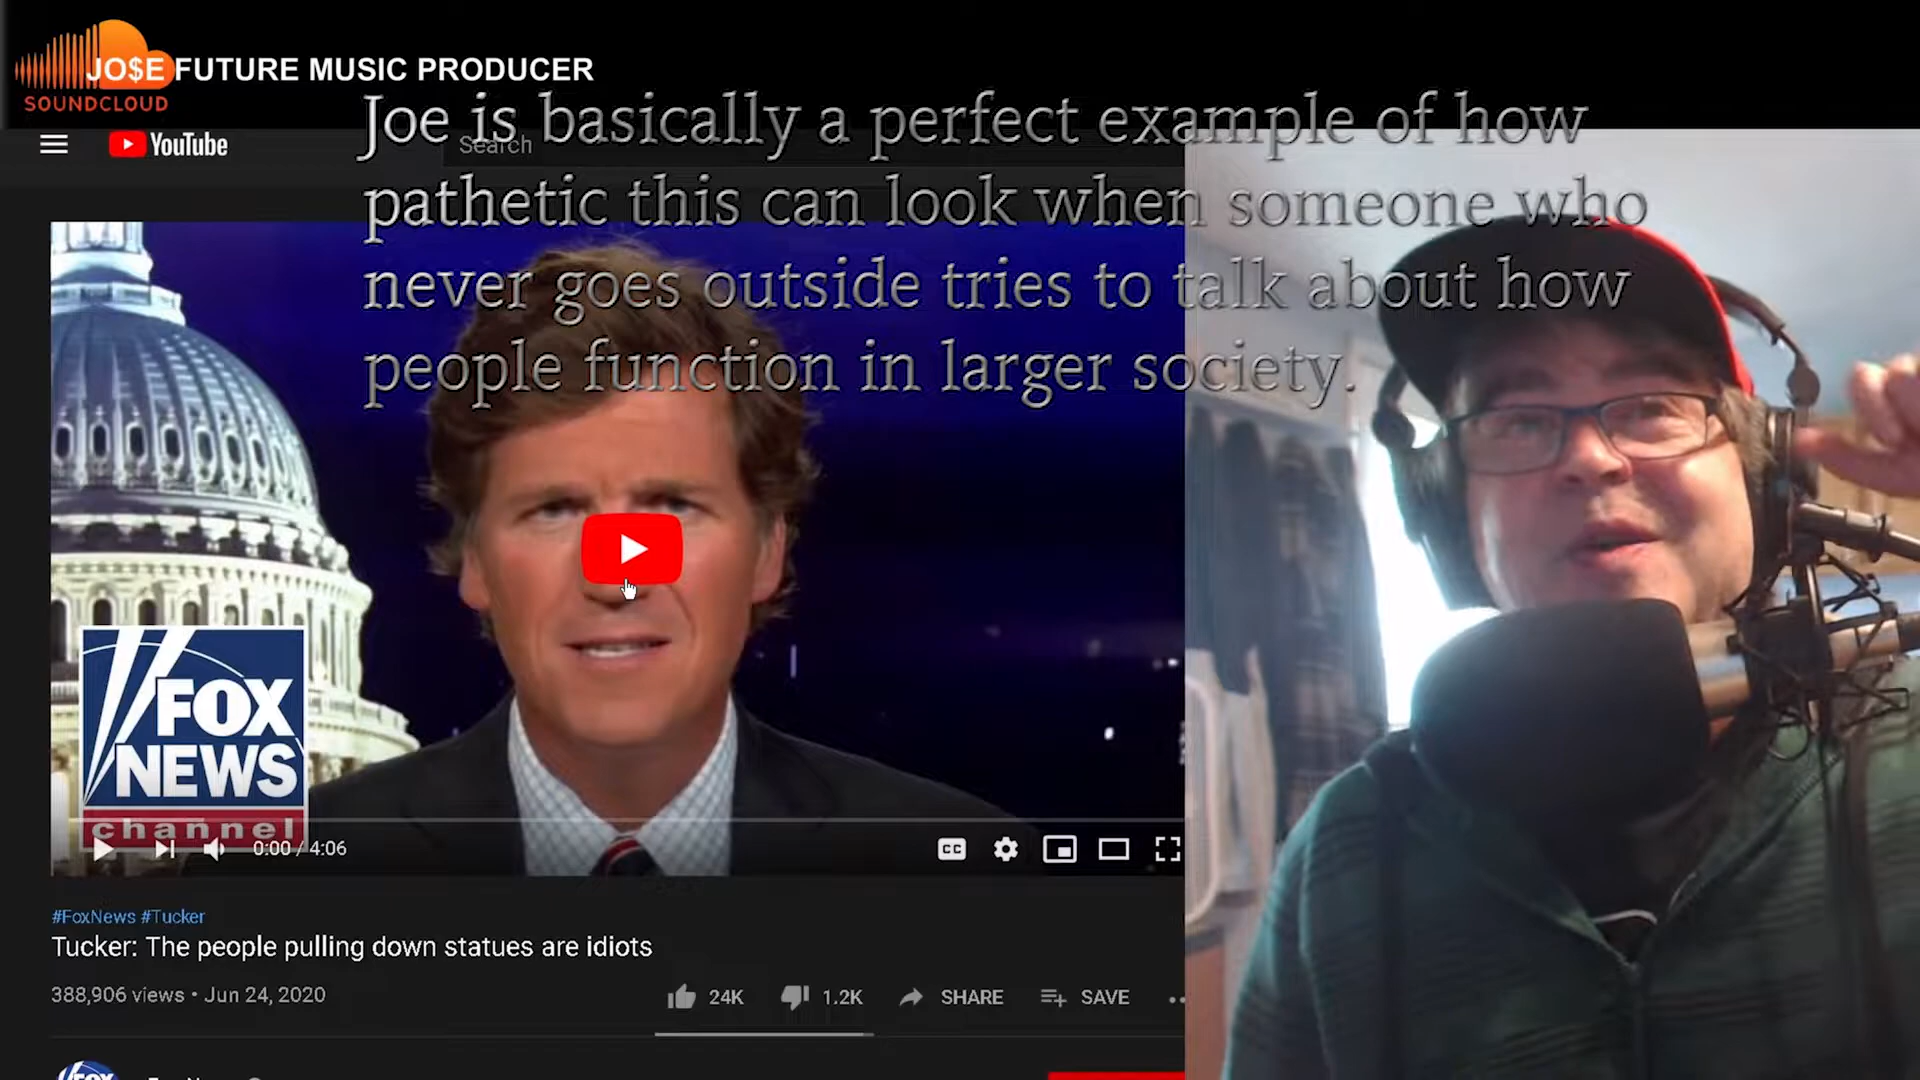 JO$E FUTURE MUSIC PRODUCER
SOUNDCLOUD
Joe is basically a perfect example of how
pathetic this can look when someone who
never goes outside tries to talk about how
people function in larger society.
YouTube
Search
FOX
NEWS
channel
0:00 / 4:06
CC
#FoxNews #Tucker
Tucker: The people pulling down statues are idiots
388,906 views • Jun 24, 2020
24K
1.2K
SHARE
SAVE
FOX